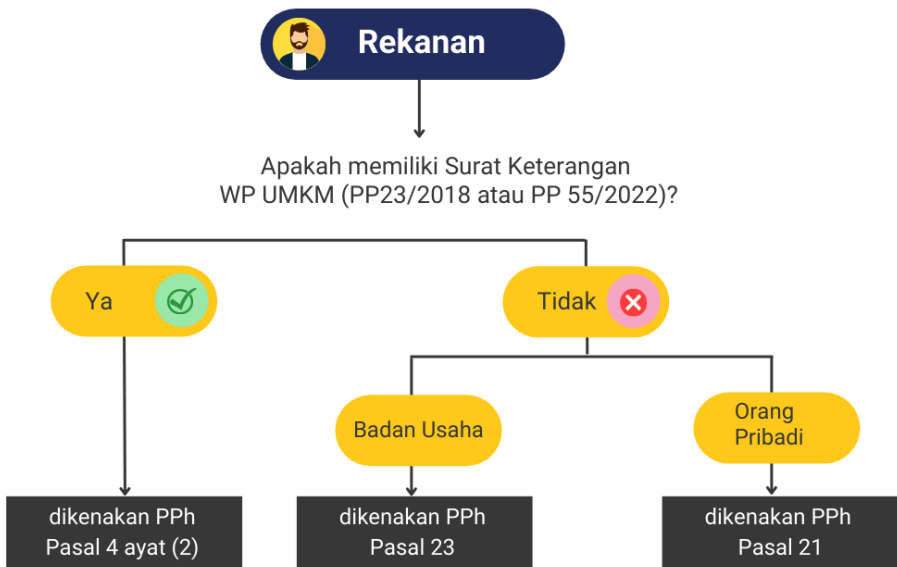 Rekanan
Apakah memiliki Surat Keterangan
WP UMKM (PP23/2018 atau PP 55/2022)?
Ya
Tidak
Badan Usaha
Orang
Pribadi
dikenakan PPh
Pasal 4 ayat (2)
dikenakan PPh
Pasal 23
dikenakan PPh
Pasal 21